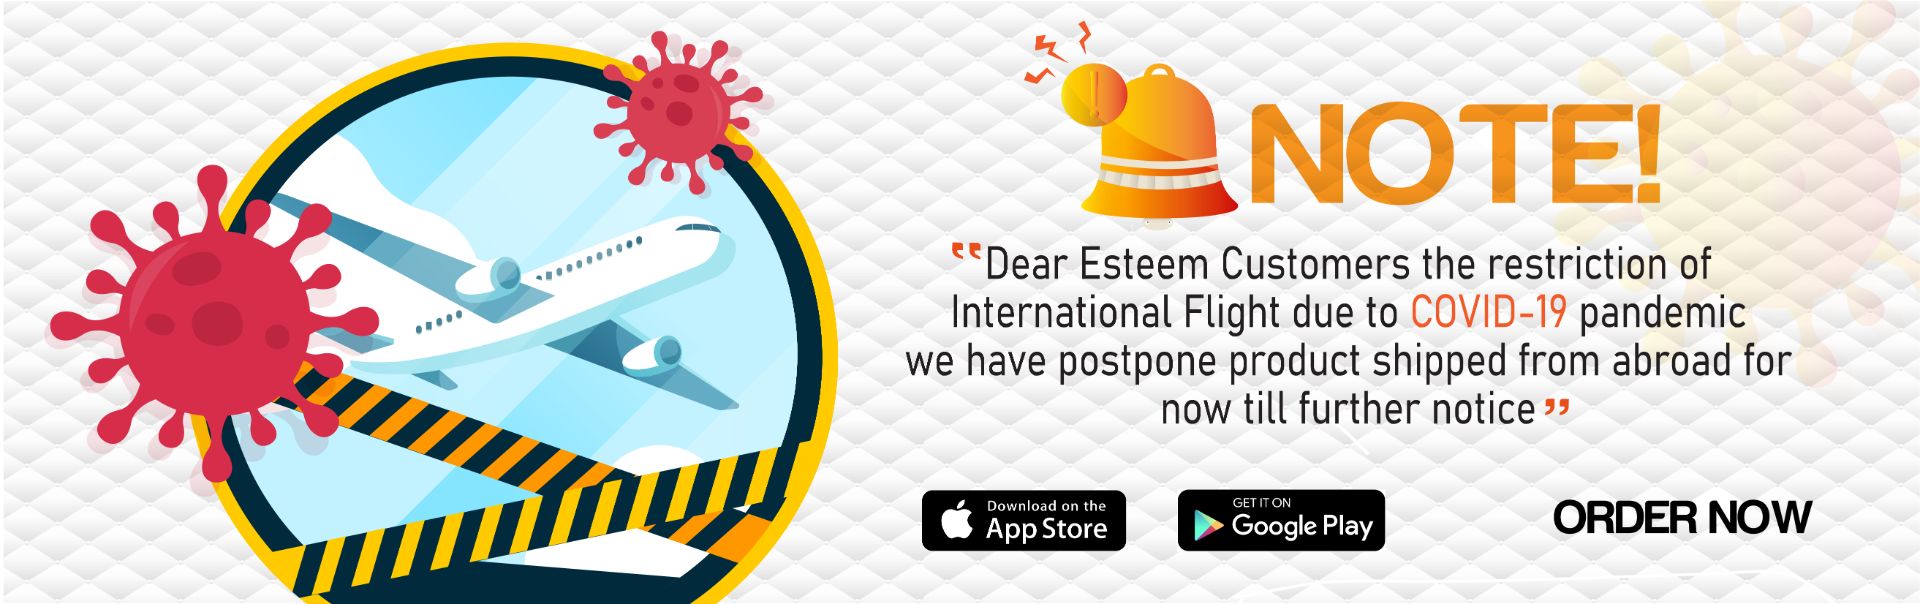 NOTE!
"Dear Esteem Customers the restriction of
International Flight due to COVID-19 pandemic
we have postpone product shipped from abroad for
now till further notice"
Download on the
App Store
GET IT ON
Google Play
ORDER NOW